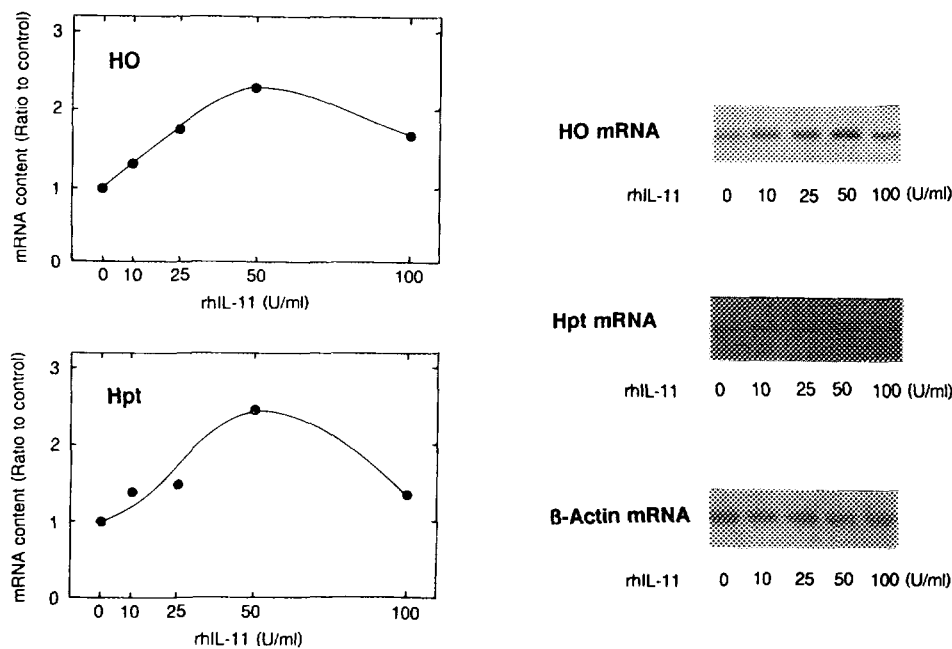 mRNA content (Ratio to control)
3
2
1
0
HO
0 10 25 50 100
rhIL-11 (U/ml)
mRNA content (Ratio to control)
3
2
1
0
Hpt
0 10 25 50 100
rhIL-11 (U/ml)
HO mRNA
rhIL-11 0 10 25 50 100 (U/ml)
Hpt mRNA
rhIL-11 0 10 25 50 100 (U/ml)
ß-Actin mRNA
rhIL-11 0 10 25 50 100 (U/ml)